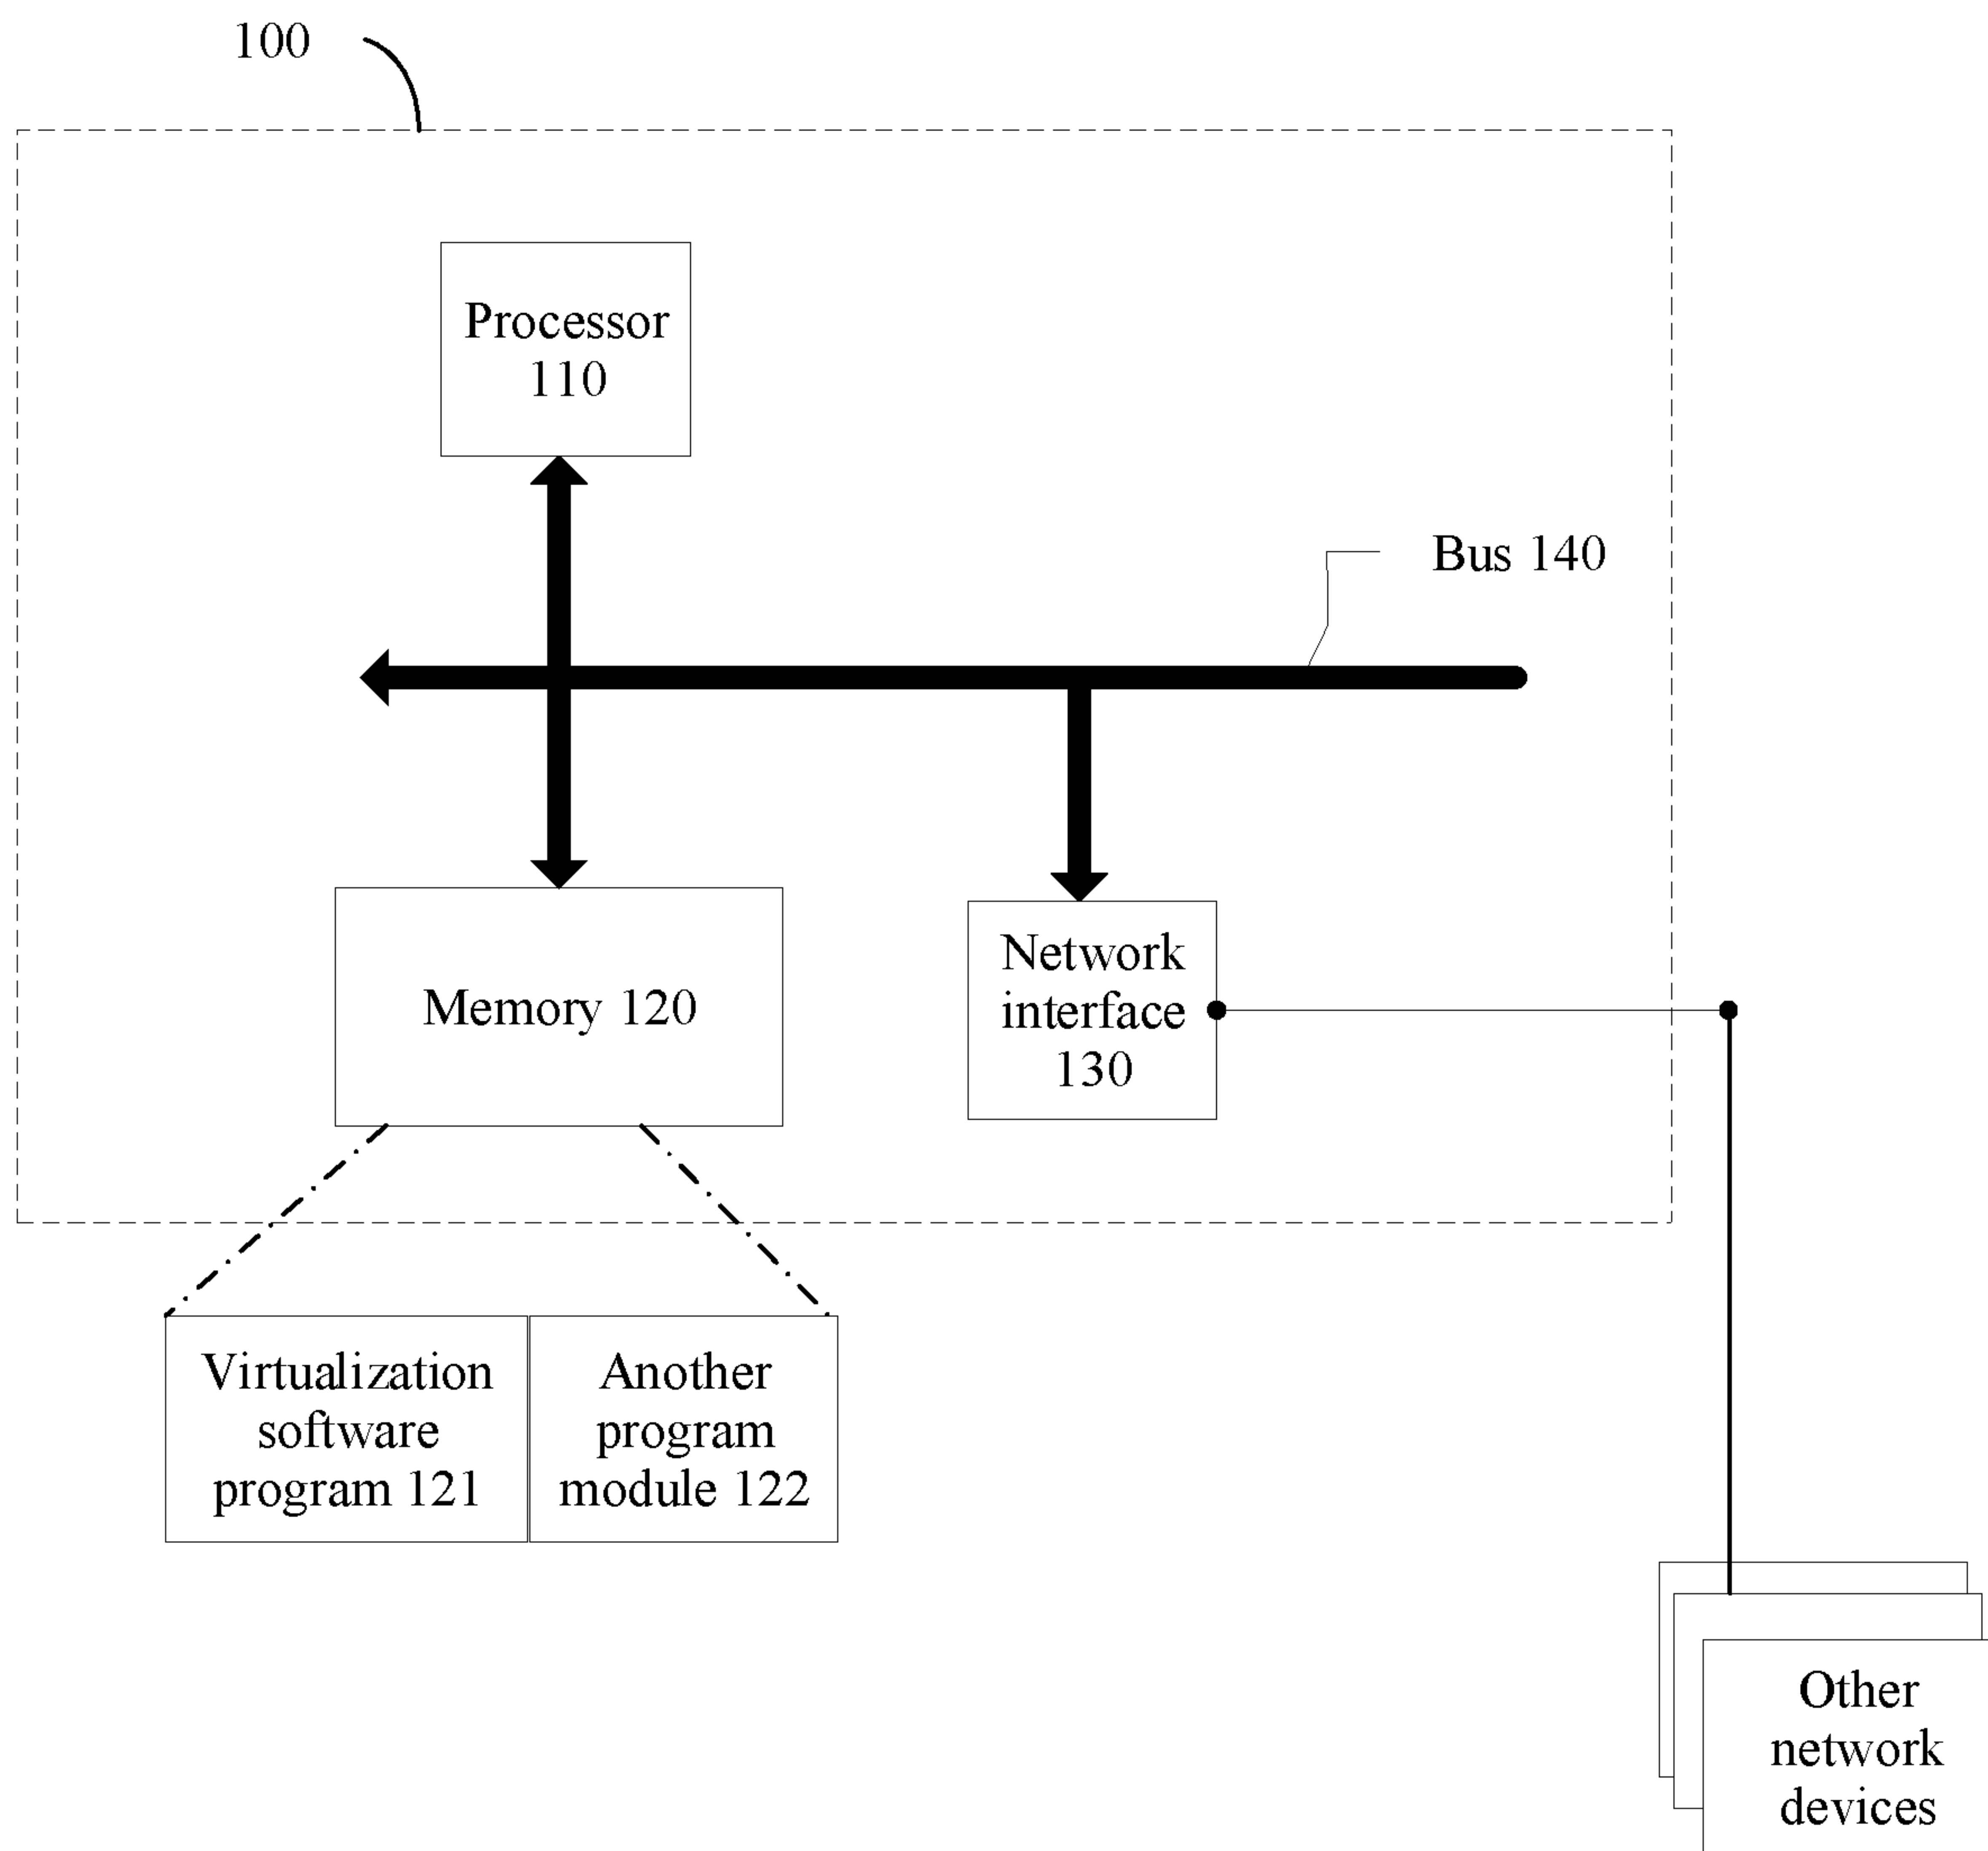 100
Processor
110
Bus 140
Memory 120
Network
interface
130
Virtualization
software
program 121
Another
program
module 122
Other
network
devices